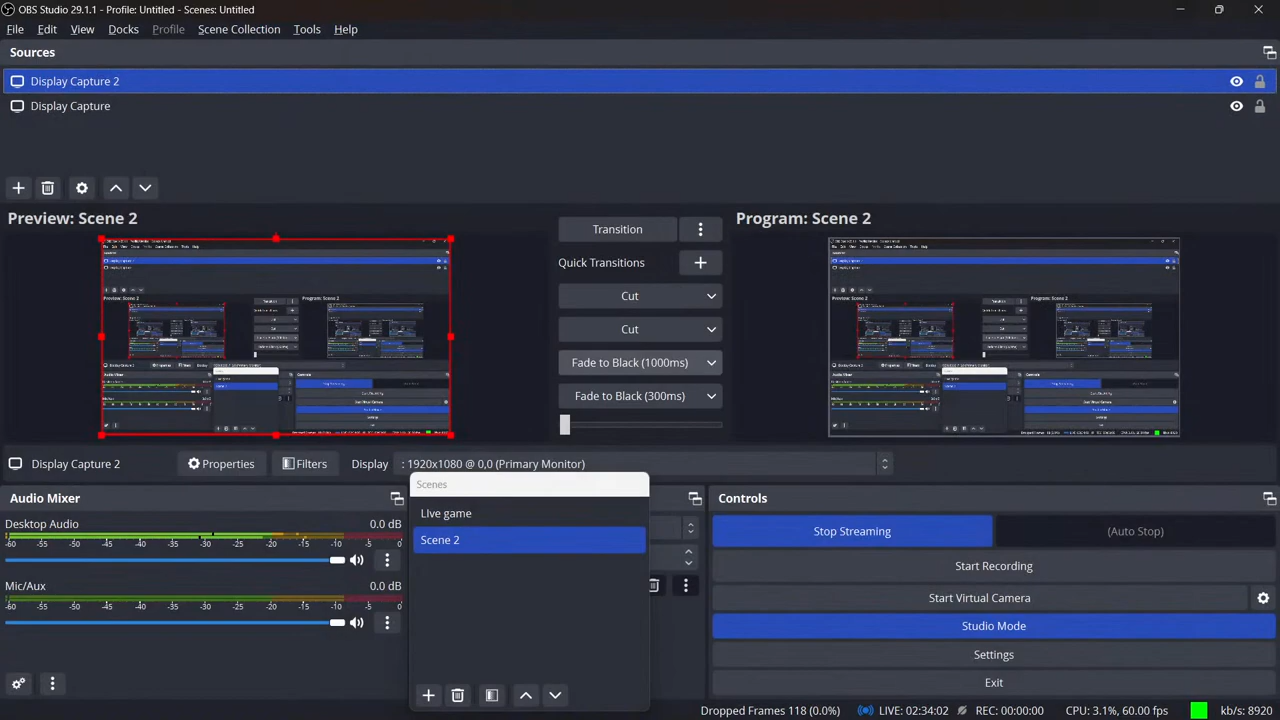 OBS Studio 29.1.1 - Profile: Untitled - Scenes: Untitled
File Edit View Docks Profile Scene Collection Tools Help
Sources
Display Capture 2
Display Capture
Preview: Scene 2
Transition
Quick Transitions
Cut
Cut
Fade to Black (1000ms)
Fade to Black (300ms)
Program: Scene 2
Display Capture 2 Properties Filters Display : 1920x1080 @ 0,0 (Primary Monitor)
Audio Mixer
Desktop Audio 0.0 dB
-60 -55 -50 -45 -40 -35 -30 -25 -20 -15 -10 -5 0
Mic/Aux 0.0 dB
-60 -55 -50 -45 -40 -35 -30 -25 -20 -15 -10 -5 0
Scenes
LIve game
Scene 2
Controls
Stop Streaming (Auto Stop)
Start Recording
Start Virtual Camera
Studio Mode
Settings
Exit
Dropped Frames 118 (0.0%) LIVE: 02:34:02 REC: 00:00:00 CPU: 3.1%, 60.00 fps kb/s: 8920